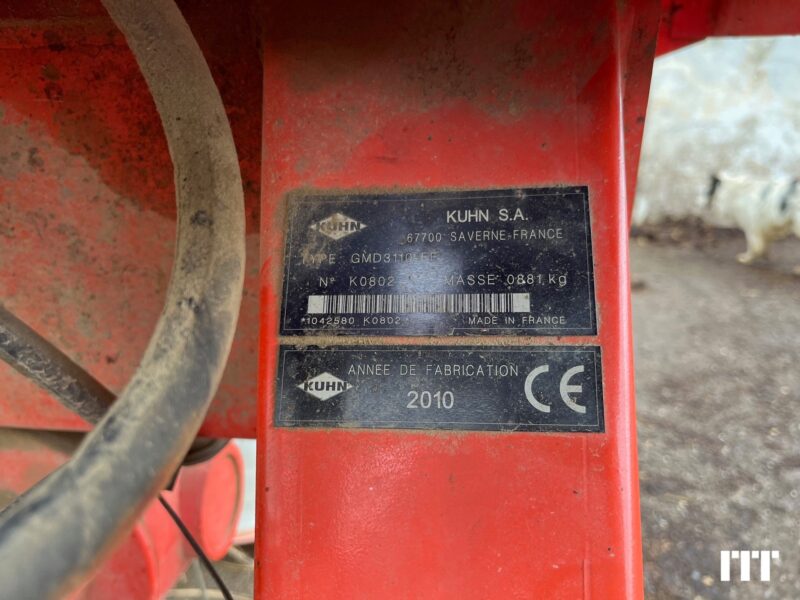 KUHN
KUHN S.A.
67700 SAVERNE-FRANCE
TYPE
Nº K0802
MASSE 0881 kg
*1042580 K0802
MADE IN FRANCE
KUHN
ANNEE DE FABRICATION
2010
CE
ITT